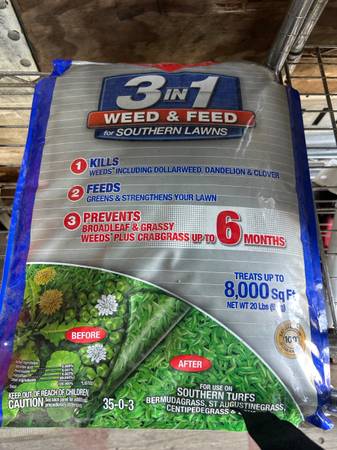 3 IN 1
WEED & FEED
for SOUTHERN LAWNS
1 KILLS
WEEDS INCLUDING DOLLARWEED, DANDELION & CLOVER
2 FEEDS
GREENS & STRENGTHENS YOUR LAWN
3 PREVENTS
BROADLEAF & GRASSY
WEEDS PLUS CRABGRASS UP TO 6 MONTHS
TREATS UP TO
8,000 Sq Ft
NET WT 20 Lbs
BEFORE
AFTER
KEEP OUT OF REACH OF CHILDREN
CAUTION
35-0-3
FOR USE ON
SOUTHERN TURFS
BERMUDAGRASS, ST AUGUSTINEGRASS,
CENTIPEDEGRASS &